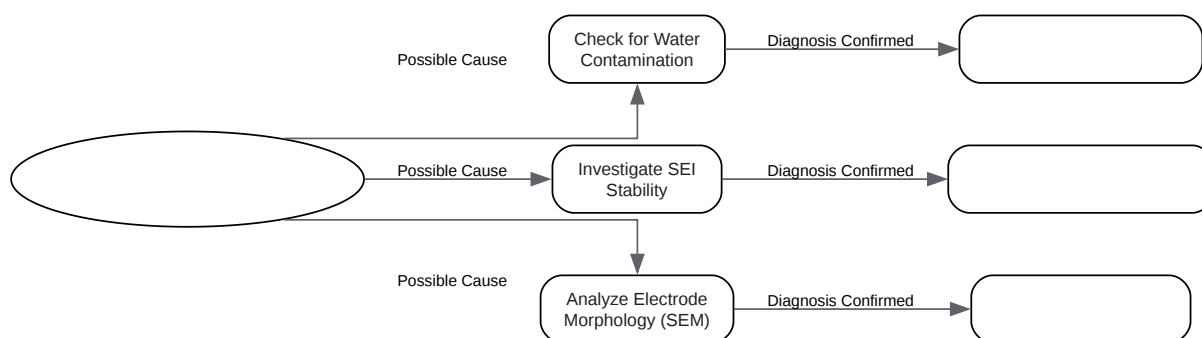 Check for Water
Contamination
Diagnosis Confirmed
Possible Cause
Possible Cause
Investigate SEI
Stability
Diagnosis Confirmed
Possible Cause
Analyze Electrode
Morphology (SEM)
Diagnosis Confirmed